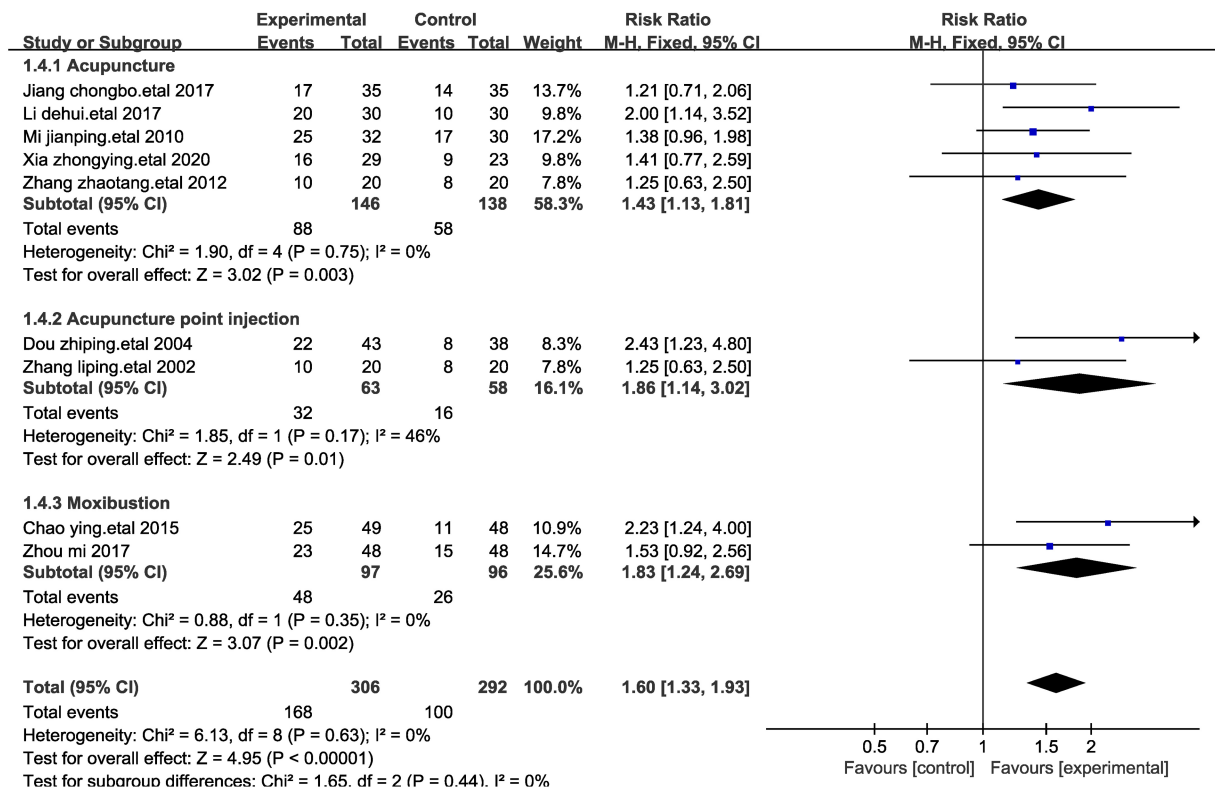 Experimental Control Risk Ratio Risk Ratio
Study or Subgroup Events Total Events Total Weight M-H, Fixed, 95% CI M-H, Fixed, 95% CI
1.4.1 Acupuncture
Jiang chongbo.etal 2017 17 35 14 35 13.7% 1.21 [0.71, 2.06]
Li dehui.etal 2017 20 30 10 30 9.8% 2.00 [1.14, 3.52]
Mi jianping.etal 2010 25 32 17 30 17.2% 1.38 [0.96, 1.98]
Xia zhongying.etal 2020 16 29 9 23 9.8% 1.41 [0.77, 2.59]
Zhang zhaotang.etal 2012 10 20 8 20 7.8% 1.25 [0.63, 2.50]
Subtotal (95% CI) 146 138 58.3% 1.43 [1.13, 1.81]
Total events 88 58
Heterogeneity: Chi² = 1.90, df = 4 (P = 0.75); I² = 0%
Test for overall effect: Z = 3.02 (P = 0.003)
1.4.2 Acupuncture point injection
Dou zhiping.etal 2004 22 43 8 38 8.3% 2.43 [1.23, 4.80]
Zhang liping.etal 2002 10 20 8 20 7.8% 1.25 [0.63, 2.50]
Subtotal (95% CI) 63 58 16.1% 1.86 [1.14, 3.02]
Total events 32 16
Heterogeneity: Chi² = 1.85, df = 1 (P = 0.17); I² = 46%
Test for overall effect: Z = 2.49 (P = 0.01)
1.4.3 Moxibustion
Chao ying.etal 2015 25 49 11 48 10.9% 2.23 [1.24, 4.00]
Zhou mi 2017 23 48 15 48 14.7% 1.53 [0.92, 2.56]
Subtotal (95% CI) 97 96 25.6% 1.83 [1.24, 2.69]
Total events 48 26
Heterogeneity: Chi² = 0.88, df = 1 (P = 0.35); I² = 0%
Test for overall effect: Z = 3.07 (P = 0.002)
Total (95% CI) 306 292 100.0% 1.60 [1.33, 1.93]
Total events 168 100
Heterogeneity: Chi² = 6.13, df = 8 (P = 0.63); I² = 0%
Test for overall effect: Z = 4.95 (P < 0.00001)
Test for subgroup differences: Chi² = 1.65, df = 2 (P = 0.44), I² = 0%
0.5 0.7 1 1.5 2
Favours [control] Favours [experimental]